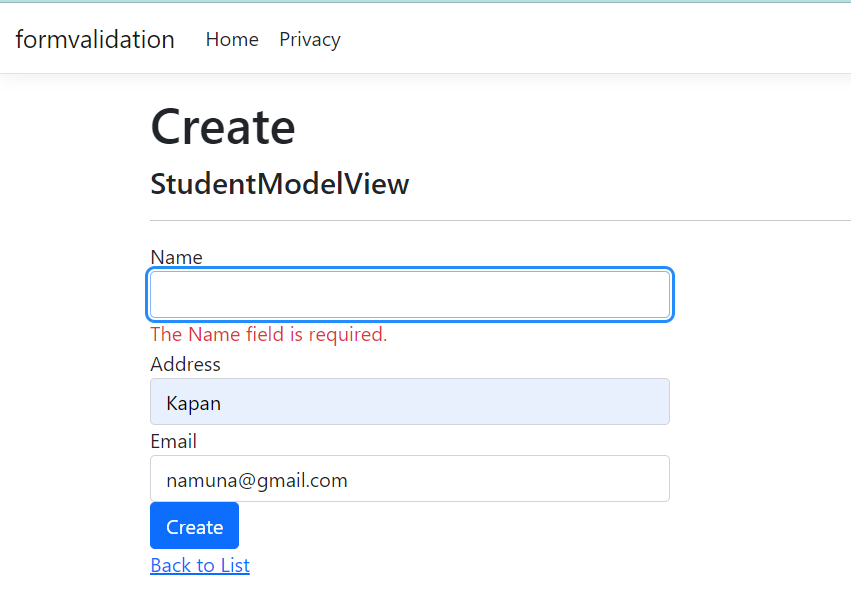 formvalidation Home Privacy
Create
StudentModelView
Name
The Name field is required.
Address
Kapan
Email
namuna@gmail.com
Create
Back to List